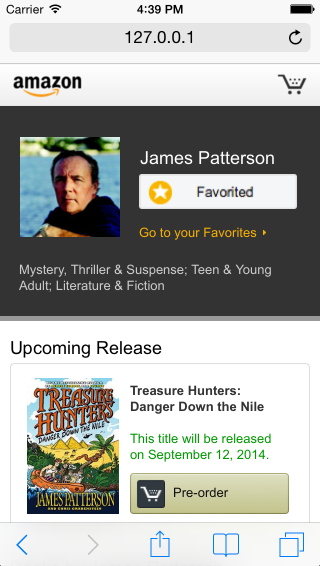 Carrier 4:39 PM
127.0.0.1
amazon
James Patterson
Favorited
Go to your Favorites
Mystery, Thriller & Suspense; Teen & Young
Adult; Literature & Fiction
Upcoming Release
TREASURE
HUNTERS
DANGER DOWN THE NILE
JAMES PATTERSON
AND CHRIS GRABENSTEIN
Treasure Hunters:
Danger Down the Nile
This title will be released
on September 12, 2014.
Pre-order